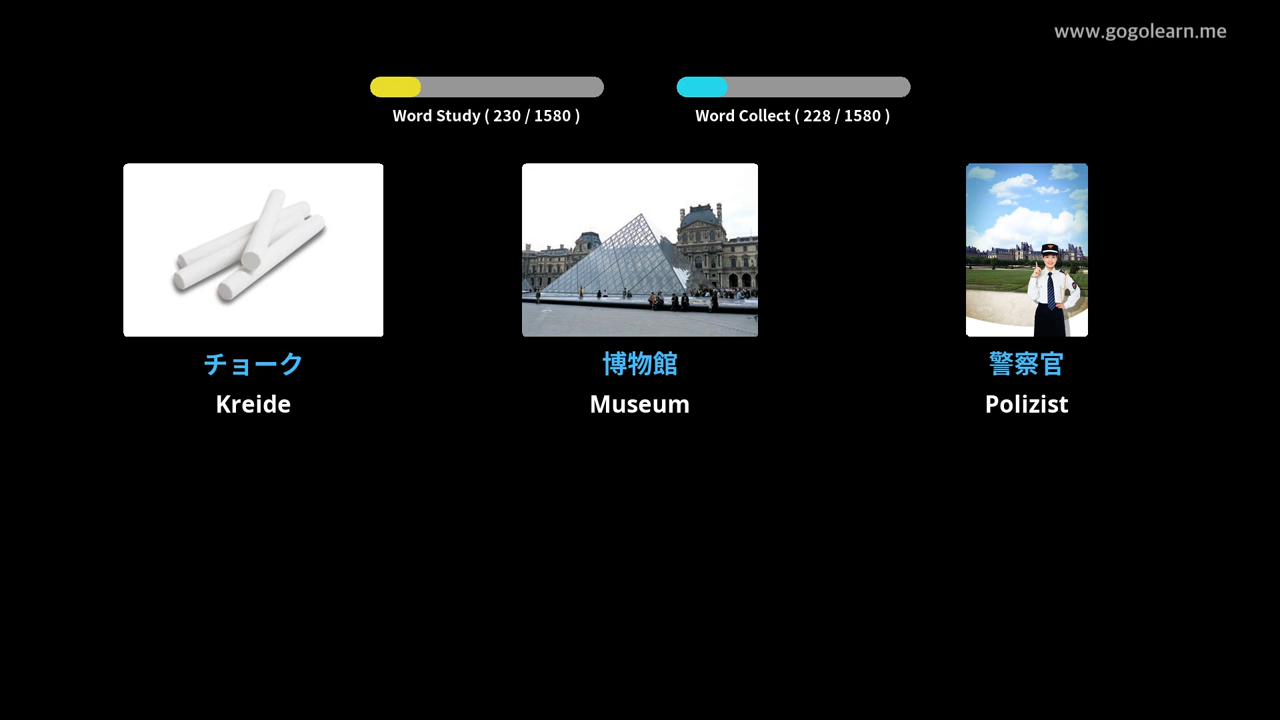 www.gogolearn.me
Word Study ( 230 / 1580 )
Word Collect ( 228 / 1580 )
チョーク
Kreide
博物館
Museum
警察官
Polizist